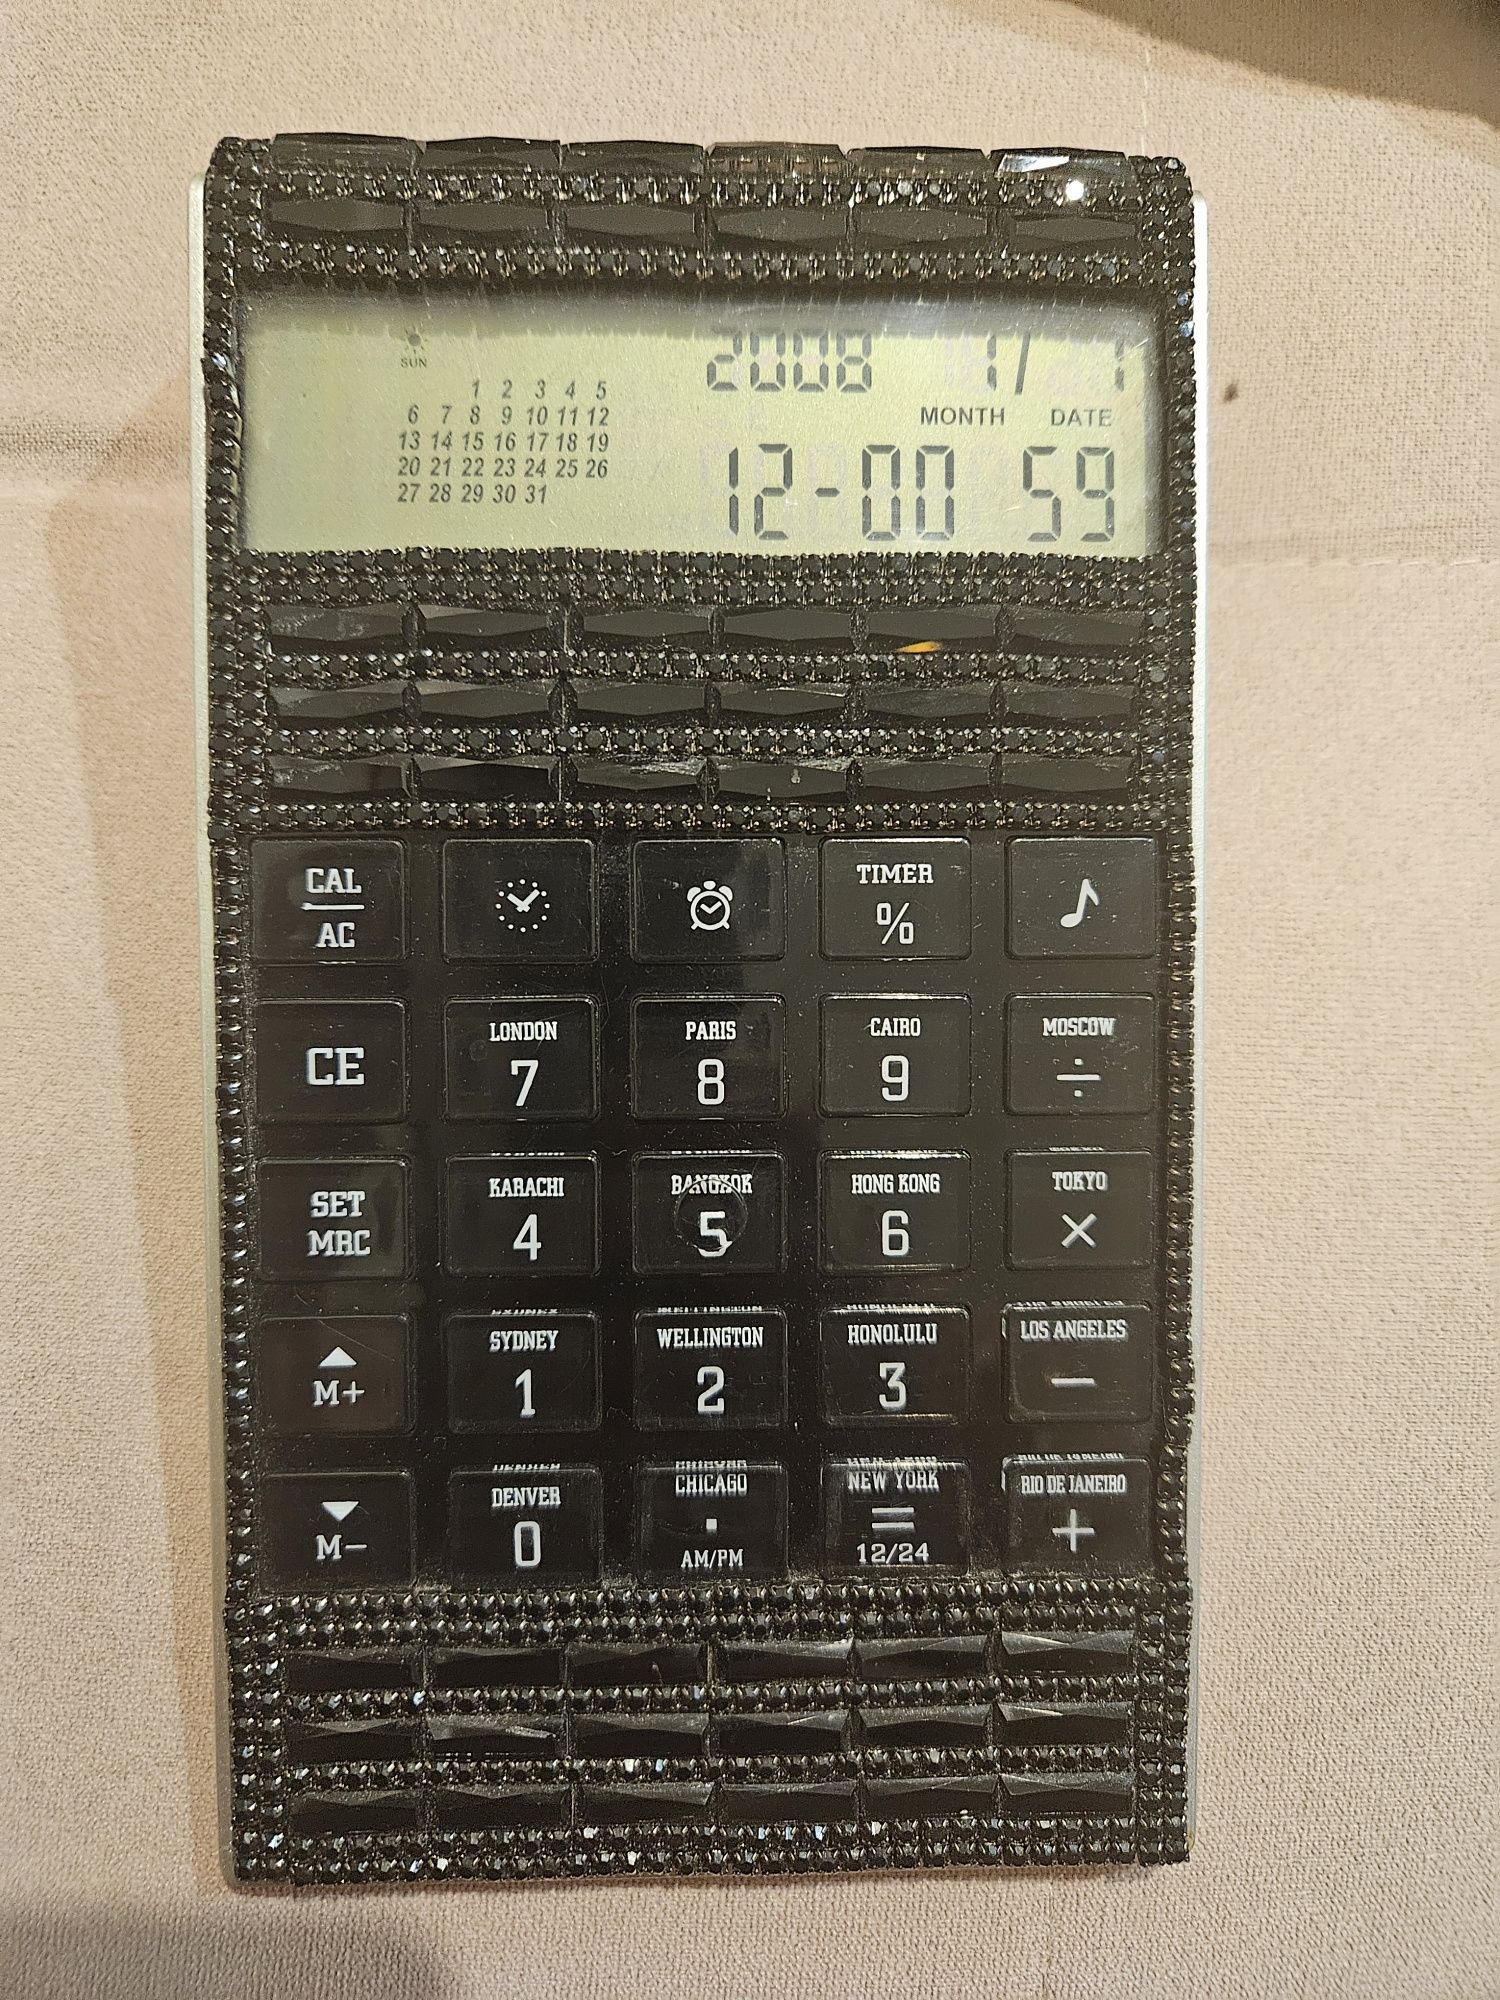 SUN
2008 1/ 1
1 2 3 4 5
MONTH DATE
6 7 8 9 10 11 12
13 14 15 16 17 18 19
20 21 22 23 24 25 26
27 28 29 30 31
12-00 59
CAL AC
TIMER %
CE
LONDON 7
PARIS 8
CAIRO 9
MOSCOW ÷
SET MRC
KARACHI 4
BANGKOK 5
HONG KONG 6
TOKYO ×
M+
SYDNEY 1
WELLINGTON 2
HONOLULU 3
LOS ANGELES −
M−
DENVER 0
CHICAGO . AM/PM
NEW YORK = 12/24
RIO DE JANEIRO +